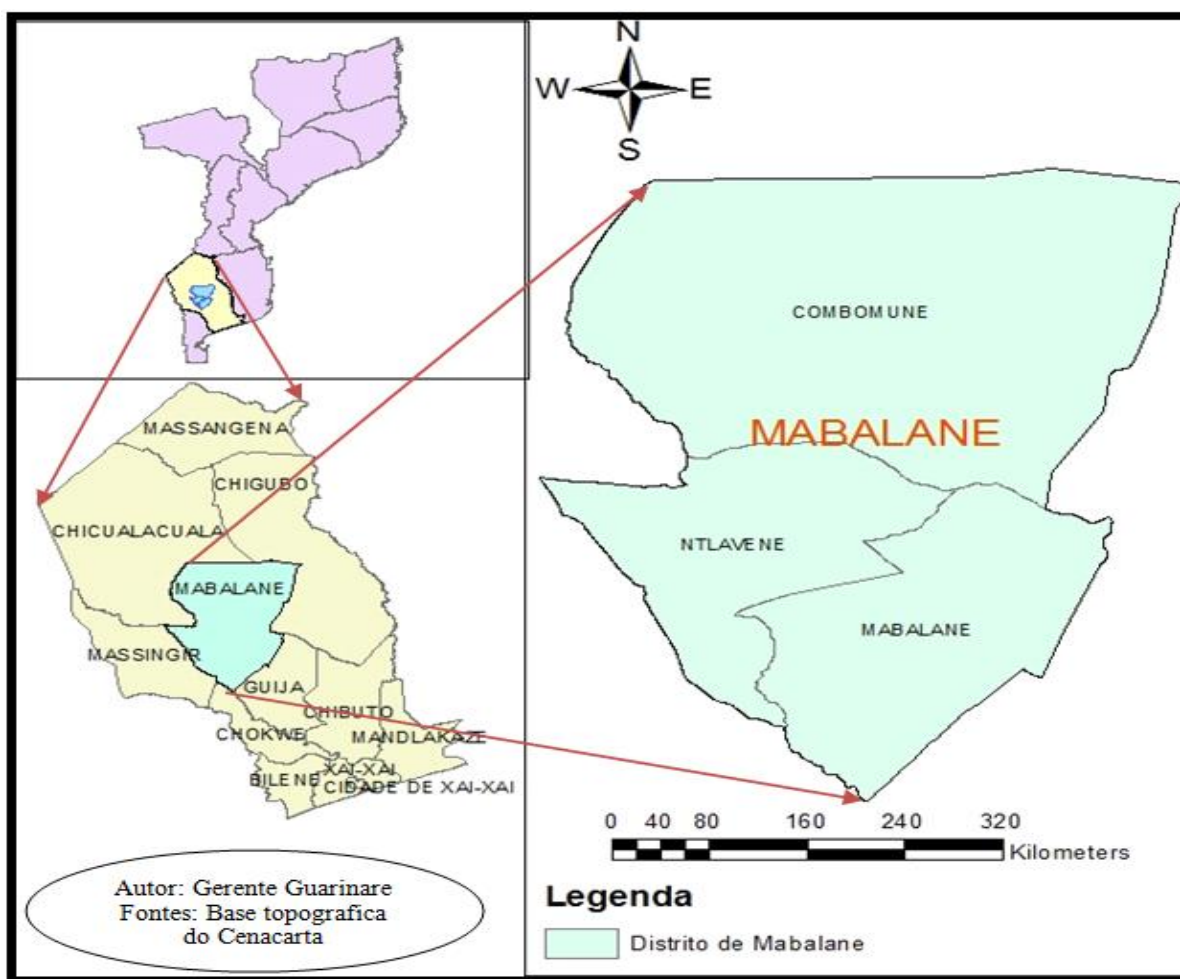 N
W E
S
MASSANGENA
CHIGUBO
CHICUALACUALA
MABALANE
MASSINGIR
GUIJA
CHIBUTO
CHOKWE
MANDLAKAZE
XAI-XAI
BILENE
CIDADE DE XAI-XAI
Autor: Gerente Guarinare
Fontes: Base topografica
do Cenacarta
COMBOMUNE
MABALANE
NTLAVENE
MABALANE
0 40 80 160 240 320
Kilometers
Legenda
Distrito de Mabalane